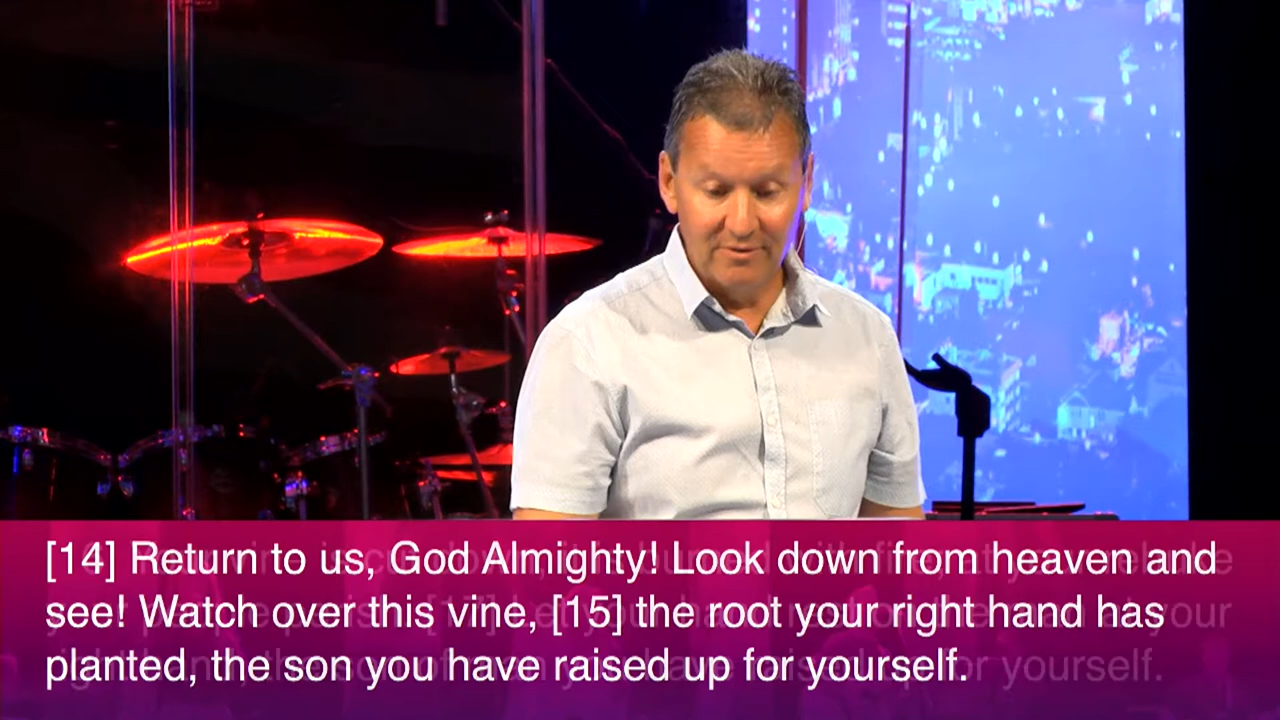 [14] Return to us, God Almighty! Look down from heaven and
see! Watch over this vine, [15] the root your right hand has
planted, the son you have raised up for yourself.